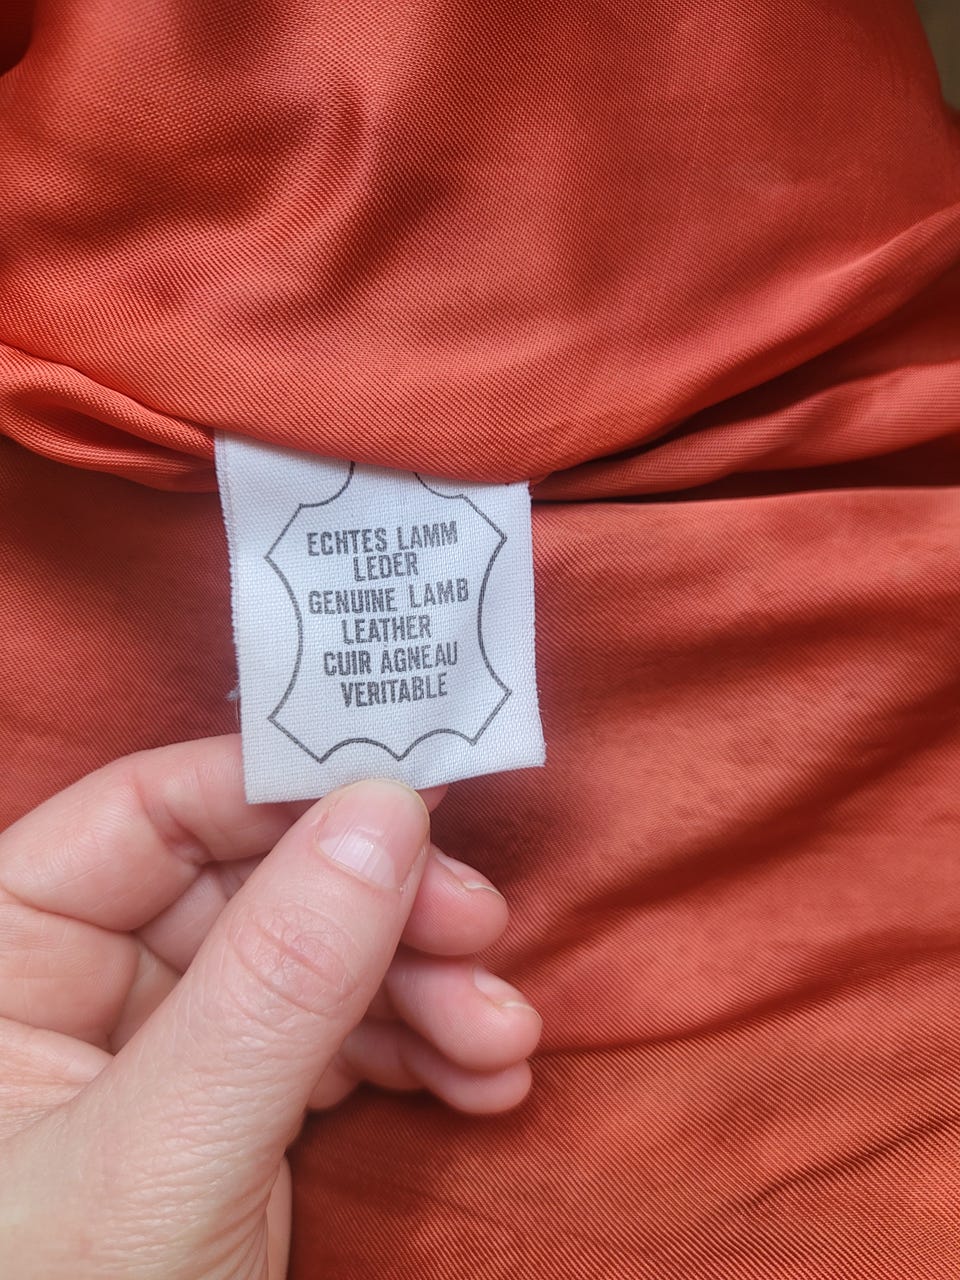 ECHTES LAMM
LEDER
GENUINE LAMB
LEATHER
CUIR AGNEAU
VERITABLE